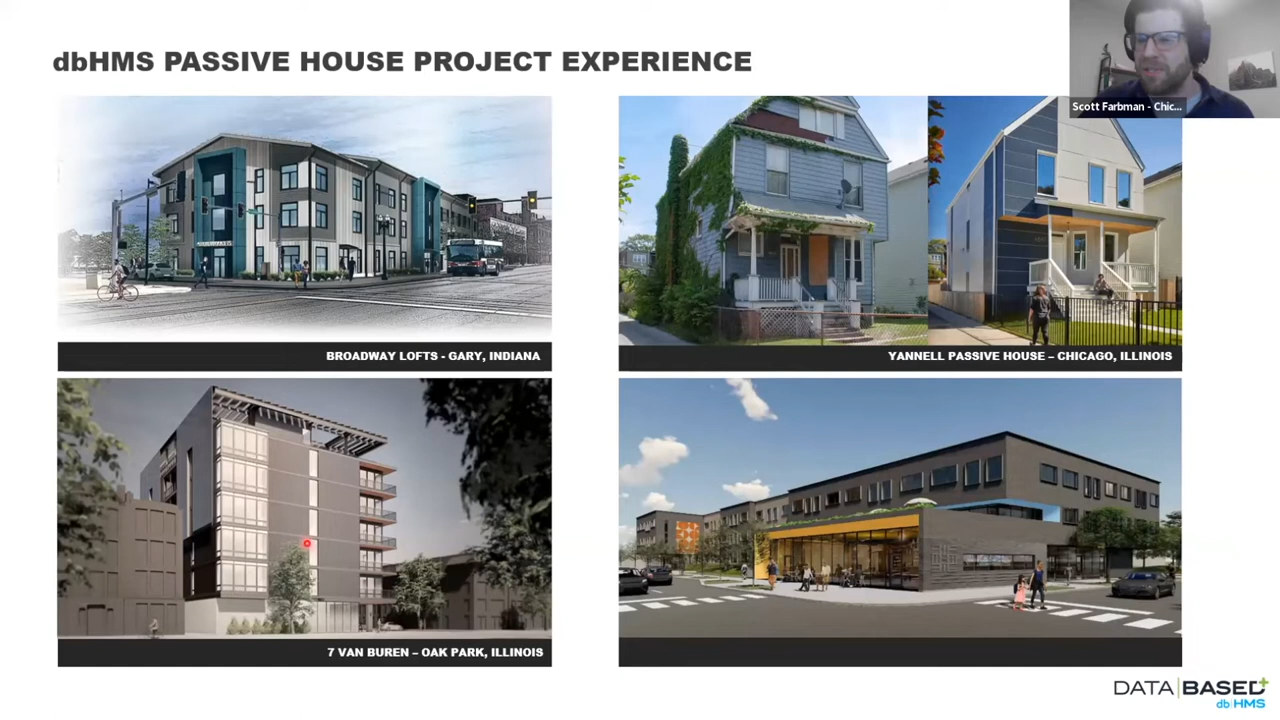 dbHMS PASSIVE HOUSE PROJECT EXPERIENCE
Scott Farbman - Chic...
BROADWAY LOFTS - GARY, INDIANA
YANNELL PASSIVE HOUSE – CHICAGO, ILLINOIS
7 VAN BUREN – OAK PARK, ILLINOIS
DATA BASED+
db HMS